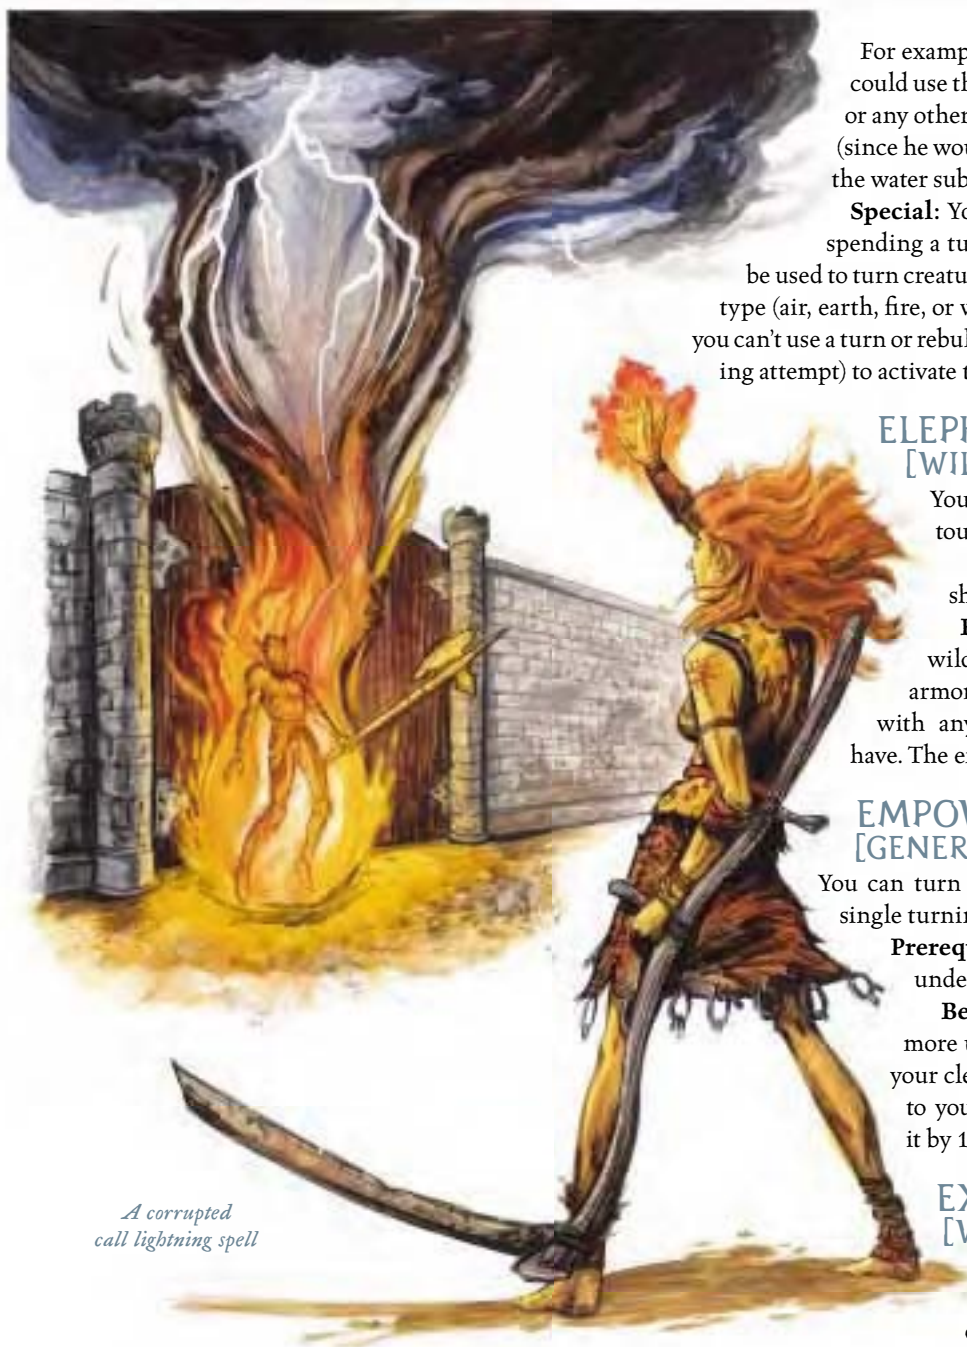 For examp
could use th
or any other
(since he wou
the water sub
Special: Yo
spending a tu
be used to turn creatu
type (air, earth, fire, or w
you can't use a turn or rebul
ing attempt) to activate t
ELEPH
[WIL
You
tou
sh
wild
armor
with any
have. The ef
EMPOW
[GENER
You can turn
single turnin
Prerequ
unde
Be
more u
your cle
to you
it by 1
EX
[W
A corrupted
call lightning spell